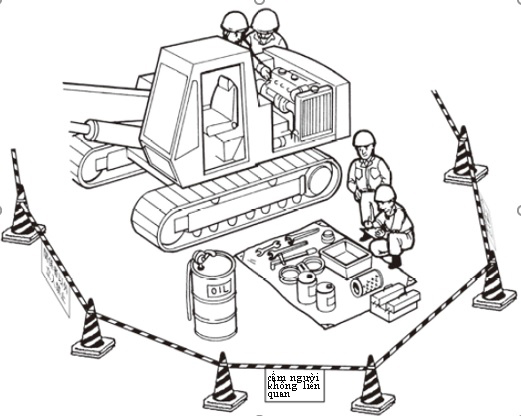 OIL
cấm người
không liên
quan